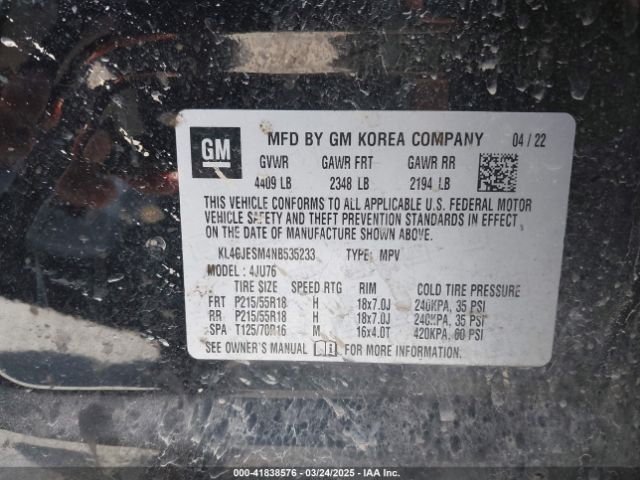 GM
MFD BY GM KOREA COMPANY 04 / 22
GVWR GAWR FRT GAWR RR
4409 LB 2348 LB 2194 LB
THIS VEHICLE CONFORMS TO ALL APPLICABLE U.S. FEDERAL MOTOR
VEHICLE SAFETY AND THEFT PREVENTION STANDARDS IN EFFECT
ON THE DATE OF MANUFACTURE SHOWN ABOVE.
KL4GJESM4NB535233 TYPE: MPV
MODEL : 4JU76
TIRE SIZE SPEED RTG RIM COLD TIRE PRESSURE
FRT P215/55R18 H 18x7.0J 240KPA, 35 PSI
RR P215/55R18 H 18x7.0J 240KPA, 35 PSI
SPA T125/70R16 M 16x4.0T 420KPA, 60 PSI
SEE OWNER'S MANUAL FOR MORE INFORMATION.
000-41838576 — 03/24/2025 — IAA Inc.